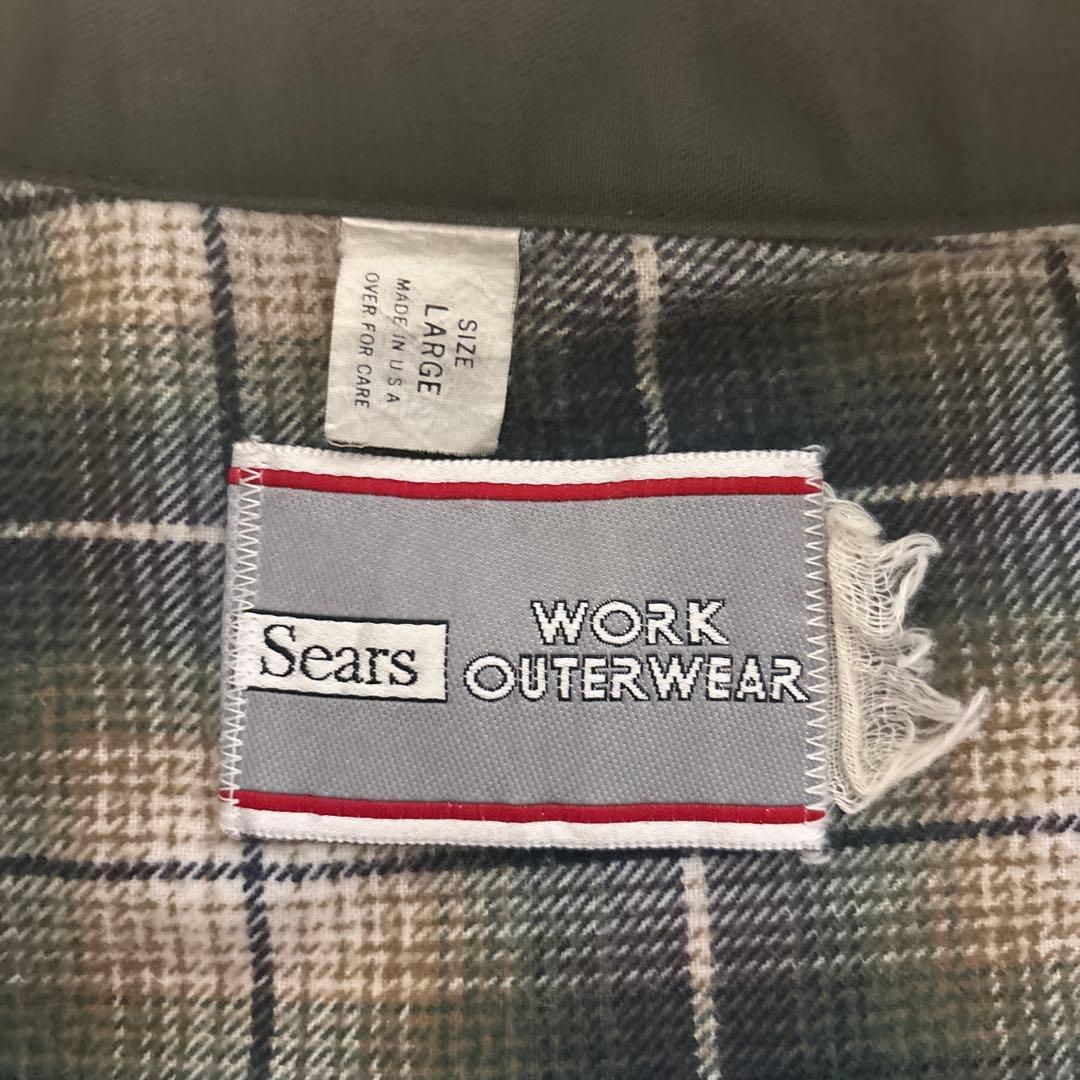 SIZE
LARGE
MADE IN U S A
OVER FOR CARE
Sears
WORK
OUTERWEAR